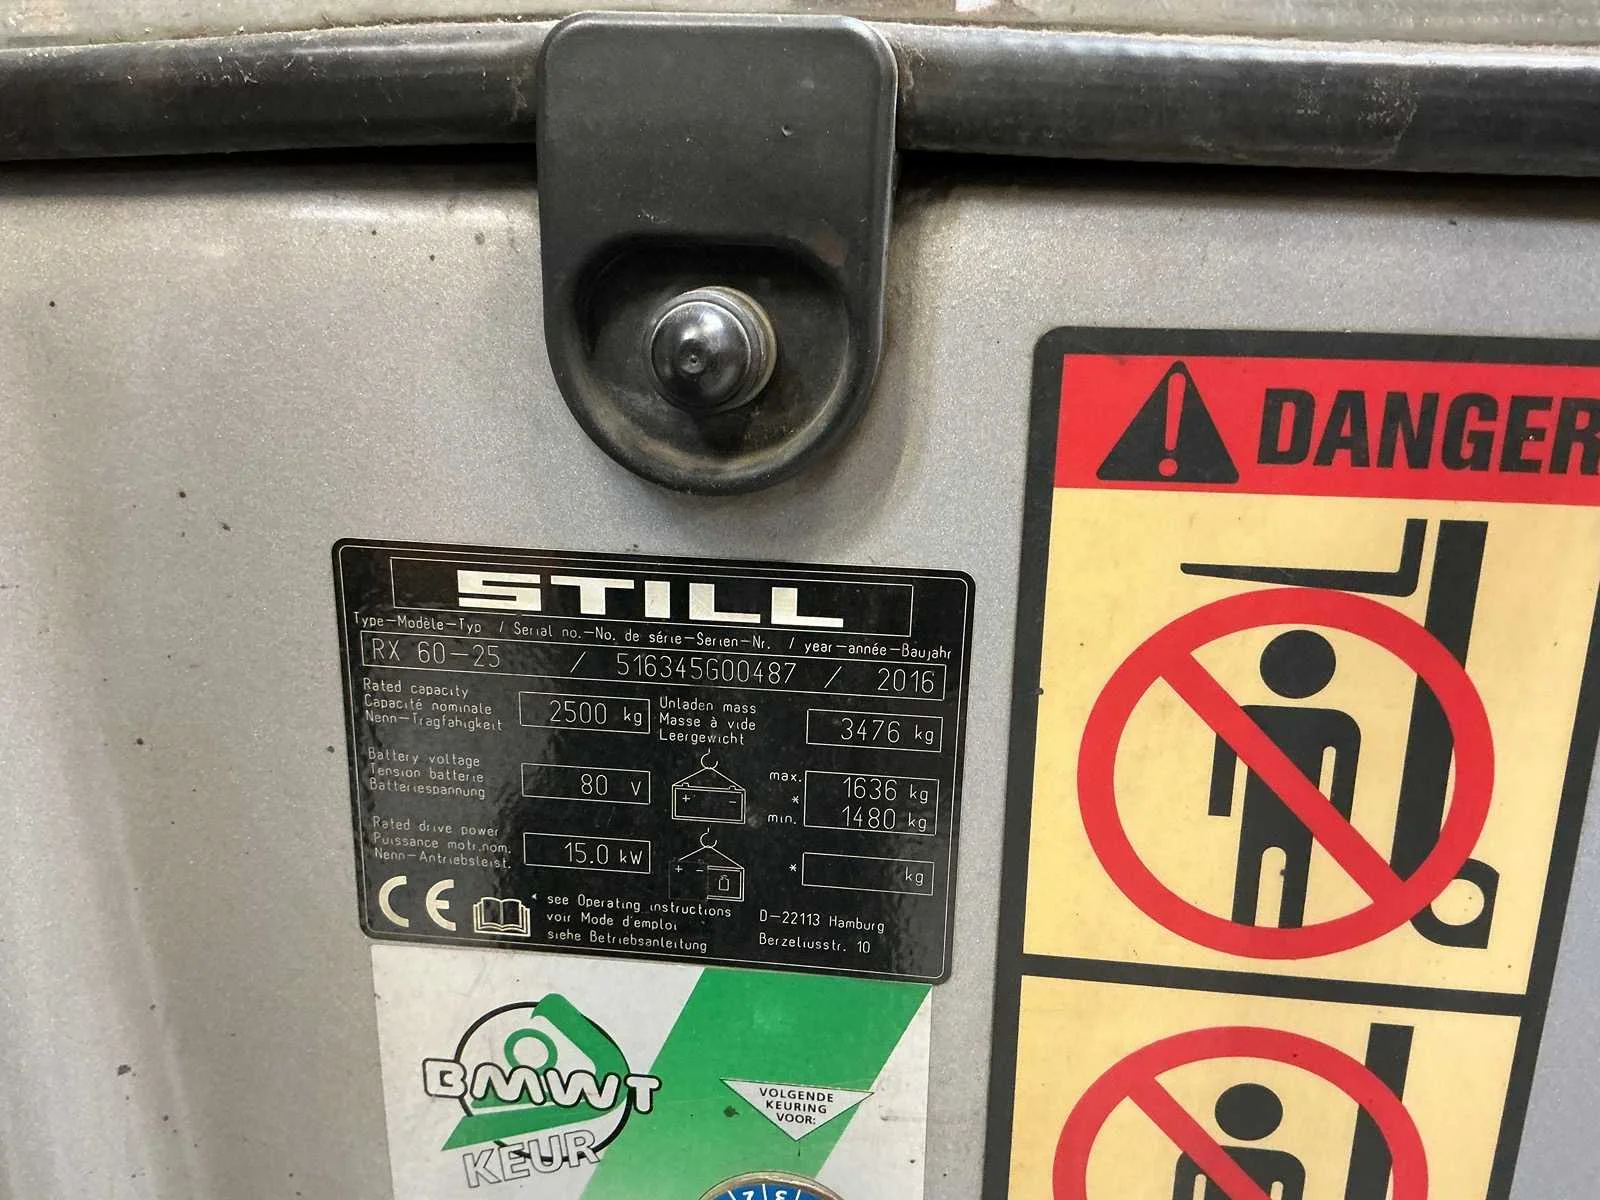 DANGER
STILL
Type-Modèle-Typ / Serial no.-No. de série-Serien-Nr. / year-année-Baujahr
RX 60-25 / 516345G00487 / 2016
Rated capacity
Capacité nominale
Nenn-Tragfähigkeit
2500 kg
Unladen mass
Masse à vide
Leergewicht
3476 kg
Battery voltage
Tension batterie
Batteriespannung
80 V
+ -
max. 1636 kg
*
min. 1480 kg
Rated drive power
Puissance motr.nom.
Nenn-Antriebsleist.
15.0 kW
+ -
* kg
CE
* see Operating instructions
voir Mode d'emploi
siehe Betriebsanleitung
D-22113 Hamburg
Berzeliusstr. 10
BMWT
KEUR
VOLGENDE
KEURING
VOOR:
2 3